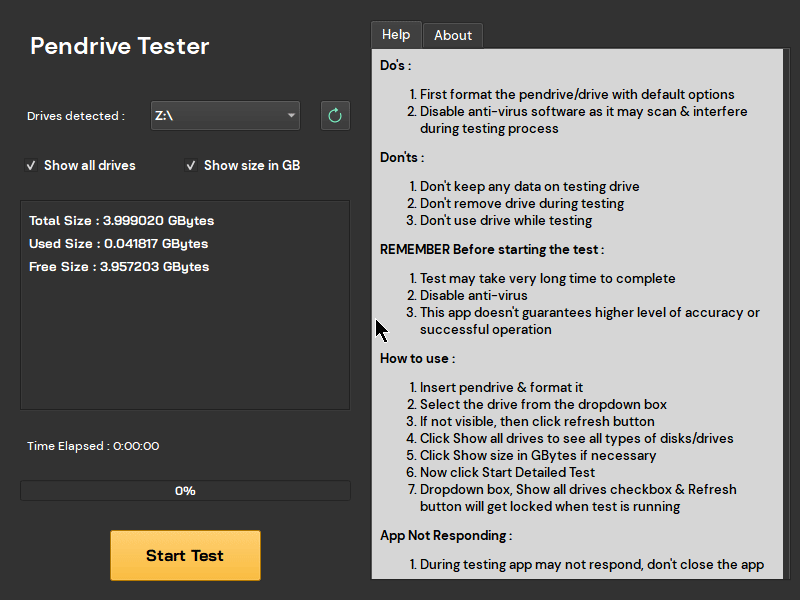 Pendrive Tester
Drives detected :
Z:\
Show all drives
Show size in GB
Total Size : 3.999020 GBytes
Used Size : 0.041817 GBytes
Free Size : 3.957203 GBytes
Time Elapsed : 0:00:00
0%
Start Test
Help
About
Do's :
1. First format the pendrive/drive with default options
2. Disable anti-virus software as it may scan & interfere
during testing process
Don'ts :
1. Don't keep any data on testing drive
2. Don't remove drive during testing
3. Don't use drive while testing
REMEMBER Before starting the test :
1. Test may take very long time to complete
2. Disable anti-virus
3. This app doesn't guarantees higher level of accuracy or
successful operation
How to use :
1. Insert pendrive & format it
2. Select the drive from the dropdown box
3. If not visible, then click refresh button
4. Click Show all drives to see all types of disks/drives
5. Click Show size in GBytes if necessary
6. Now click Start Detailed Test
7. Dropdown box, Show all drives checkbox & Refresh
button will get locked when test is running
App Not Responding :
1. During testing app may not respond, don't close the app